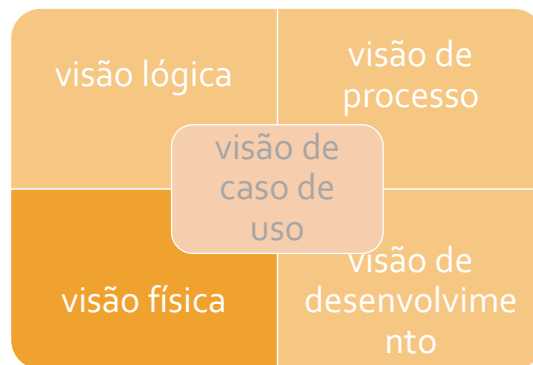 visão lógica
visão de
processo
visão de
caso de
uso
visão física
visão de
desenvolvime
nto